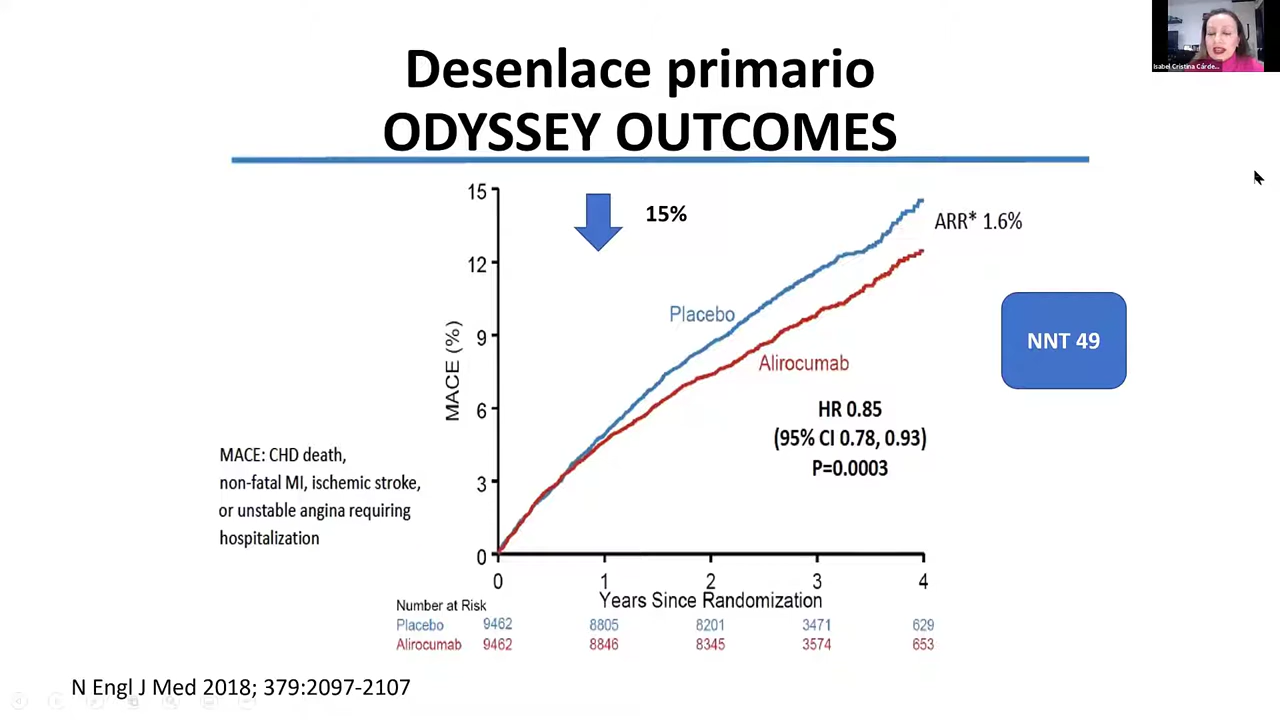 Desenlace primario
ODYSSEY OUTCOMES
Isabel Cristina Cárde...
15%
ARR* 1.6%
NNT 49
Placebo
Alirocumab
HR 0.85
(95% CI 0.78, 0.93)
P=0.0003
MACE (%)
15
12
9
6
3
0
0 1 2 3 4
Years Since Randomization
MACE: CHD death,
non-fatal MI, ischemic stroke,
or unstable angina requiring
hospitalization
Number at Risk
Placebo 9462 8805 8201 3471 629
Alirocumab 9462 8846 8345 3574 653
N Engl J Med 2018; 379:2097-2107